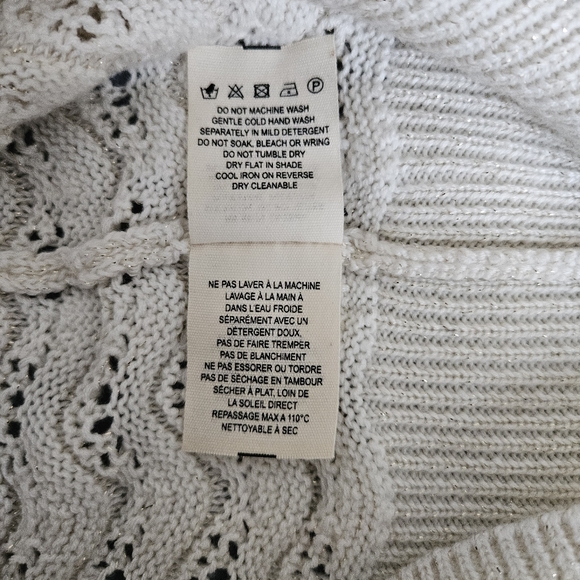 P
DO NOT MACHINE WASH
GENTLE COLD HAND WASH
SEPARATELY IN MILD DETERGENT
DO NOT SOAK, BLEACH OR WRING
DO NOT TUMBLE DRY
DRY FLAT IN SHADE
COOL IRON ON REVERSE
DRY CLEANABLE
NE PAS LAVER À LA MACHINE
LAVAGE À LA MAIN À
DANS L'EAU FROIDE
SÉPARÉMENT AVEC UN
DÉTERGENT DOUX,
PAS DE FAIRE TREMPER
PAS DE BLANCHIMENT
NE PAS ESSORER OU TORDRE
PAS DE SÉCHAGE EN TAMBOUR
SÉCHER À PLAT, LOIN DE
LA SOLEIL DIRECT
REPASSAGE MAX A 110°C
NETTOYABLE À SEC